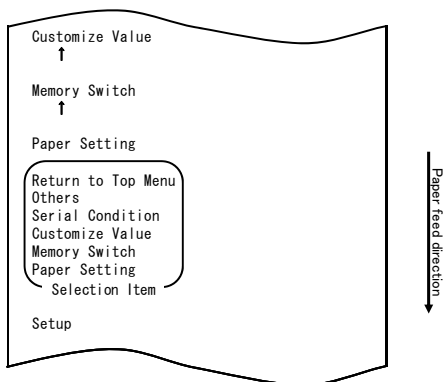 Customize Value
↑
Memory Switch
↑
Paper Setting
Return to Top Menu
Others
Serial Condition
Customize Value
Memory Switch
Paper Setting
Selection Item
Setup
Paper feed direction